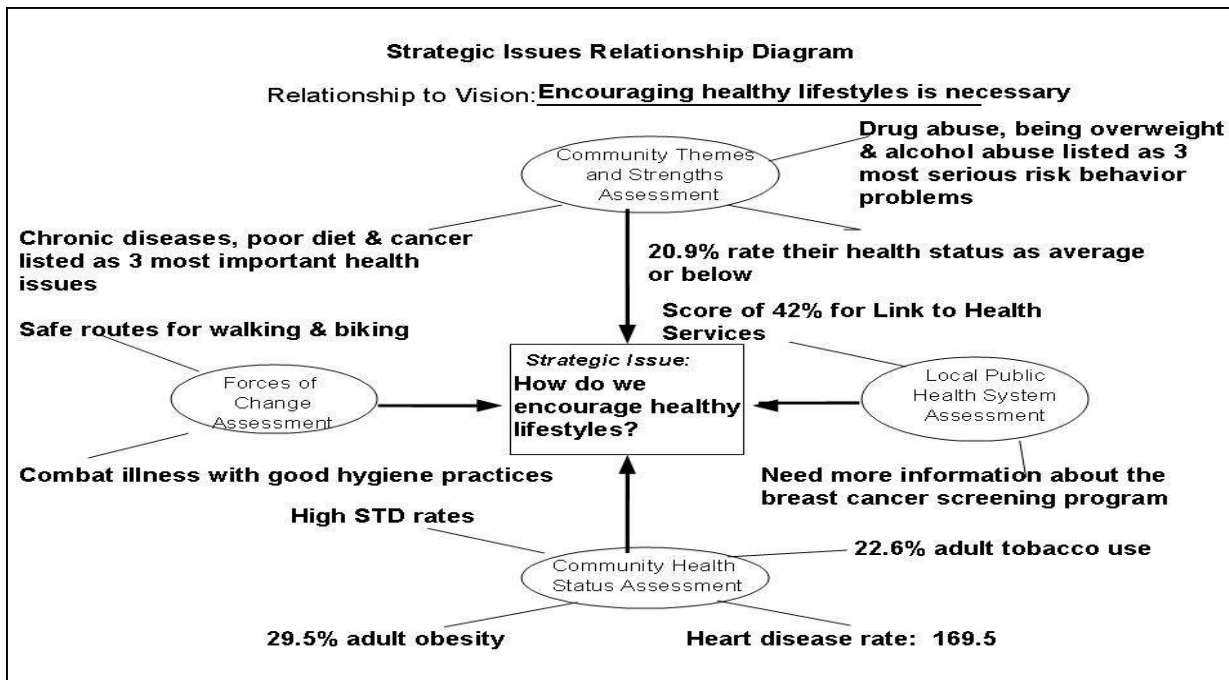 Strategic Issues Relationship Diagram
Relationship to Vision: Encouraging healthy lifestyles is necessary
Community Themes
and Strengths
Assessment
Drug abuse, being overweight
& alcohol abuse listed as 3
most serious risk behavior
problems
Chronic diseases, poor diet & cancer
listed as 3 most important health
issues
20.9% rate their health status as average
or below
Safe routes for walking & biking
Score of 42% for Link to Health
Services
Forces of
Change
Assessment
Strategic Issue:
How do we
encourage healthy
lifestyles?
Local Public
Health System
Assessment
Combat illness with good hygiene practices
Need more information about the
breast cancer screening program
High STD rates
22.6% adult tobacco use
Community Health
Status Assessment
29.5% adult obesity
Heart disease rate: 169.5